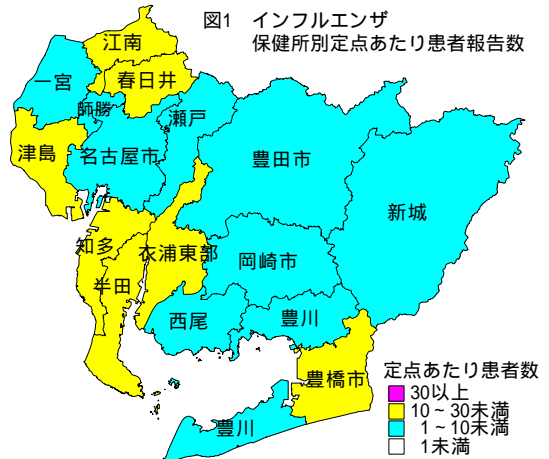 図1 インフルエンザ
保健所別定点あたり患者報告数
江南
一宮
春日井
師勝
瀬戸
津島
名古屋市
豊田市
新城
知多
衣浦東部
岡崎市
半田
西尾
豊川
豊橋市
豊川
定点あたり患者数
30以上
10~30未満
1~10未満
1未満